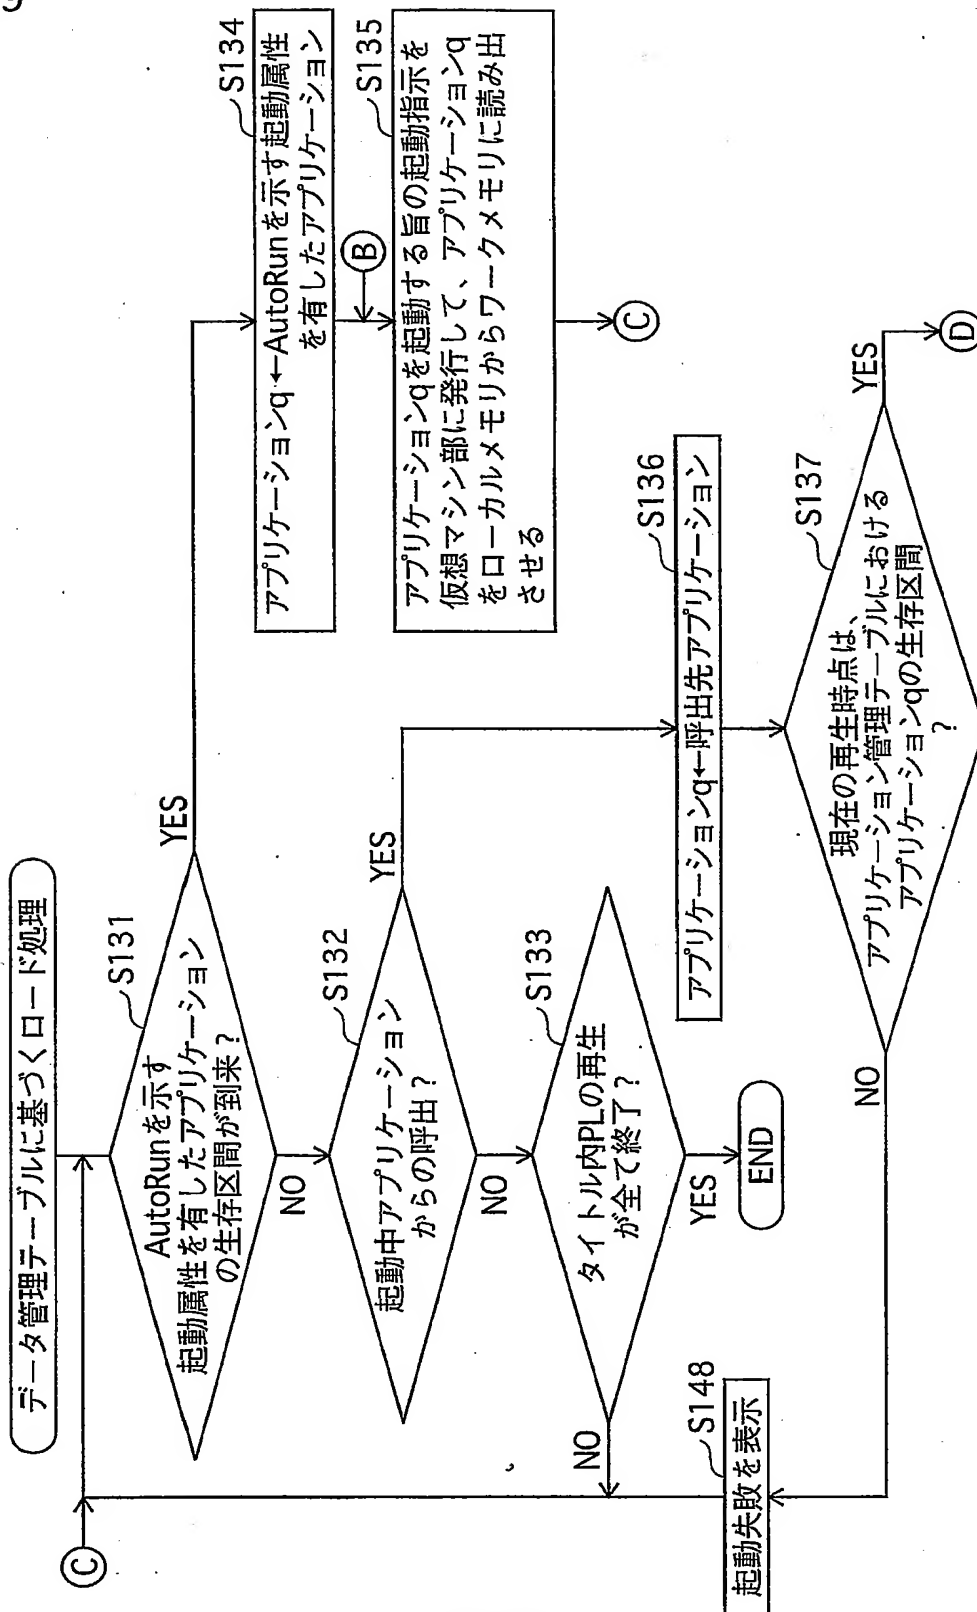 データ管理テーブルに基づくロード処理
C
S131
AutoRunを示す
起動属性を有したアプリケーション
の生存区間が到来?
YES
NO
S134
アプリケーションq←AutoRunを示す起動属性
を有したアプリケーション
B
S135
アプリケーションqを起動する旨の起動指示を
仮想マシン部に発行して、アプリケーションq
をローカルメモリからワークメモリに読み出
させる
C
S132
起動中アプリケーション
からの呼出?
YES
NO
S133
タイトル内PLの再生
が全て終了?
NO
YES
END
S136
アプリケーションq←呼出先アプリケーション
S137
現在の再生時点は、
アプリケーション管理テーブルにおける
アプリケーションqの生存区間
?
YES
D
NO
S148
起動失敗を表示